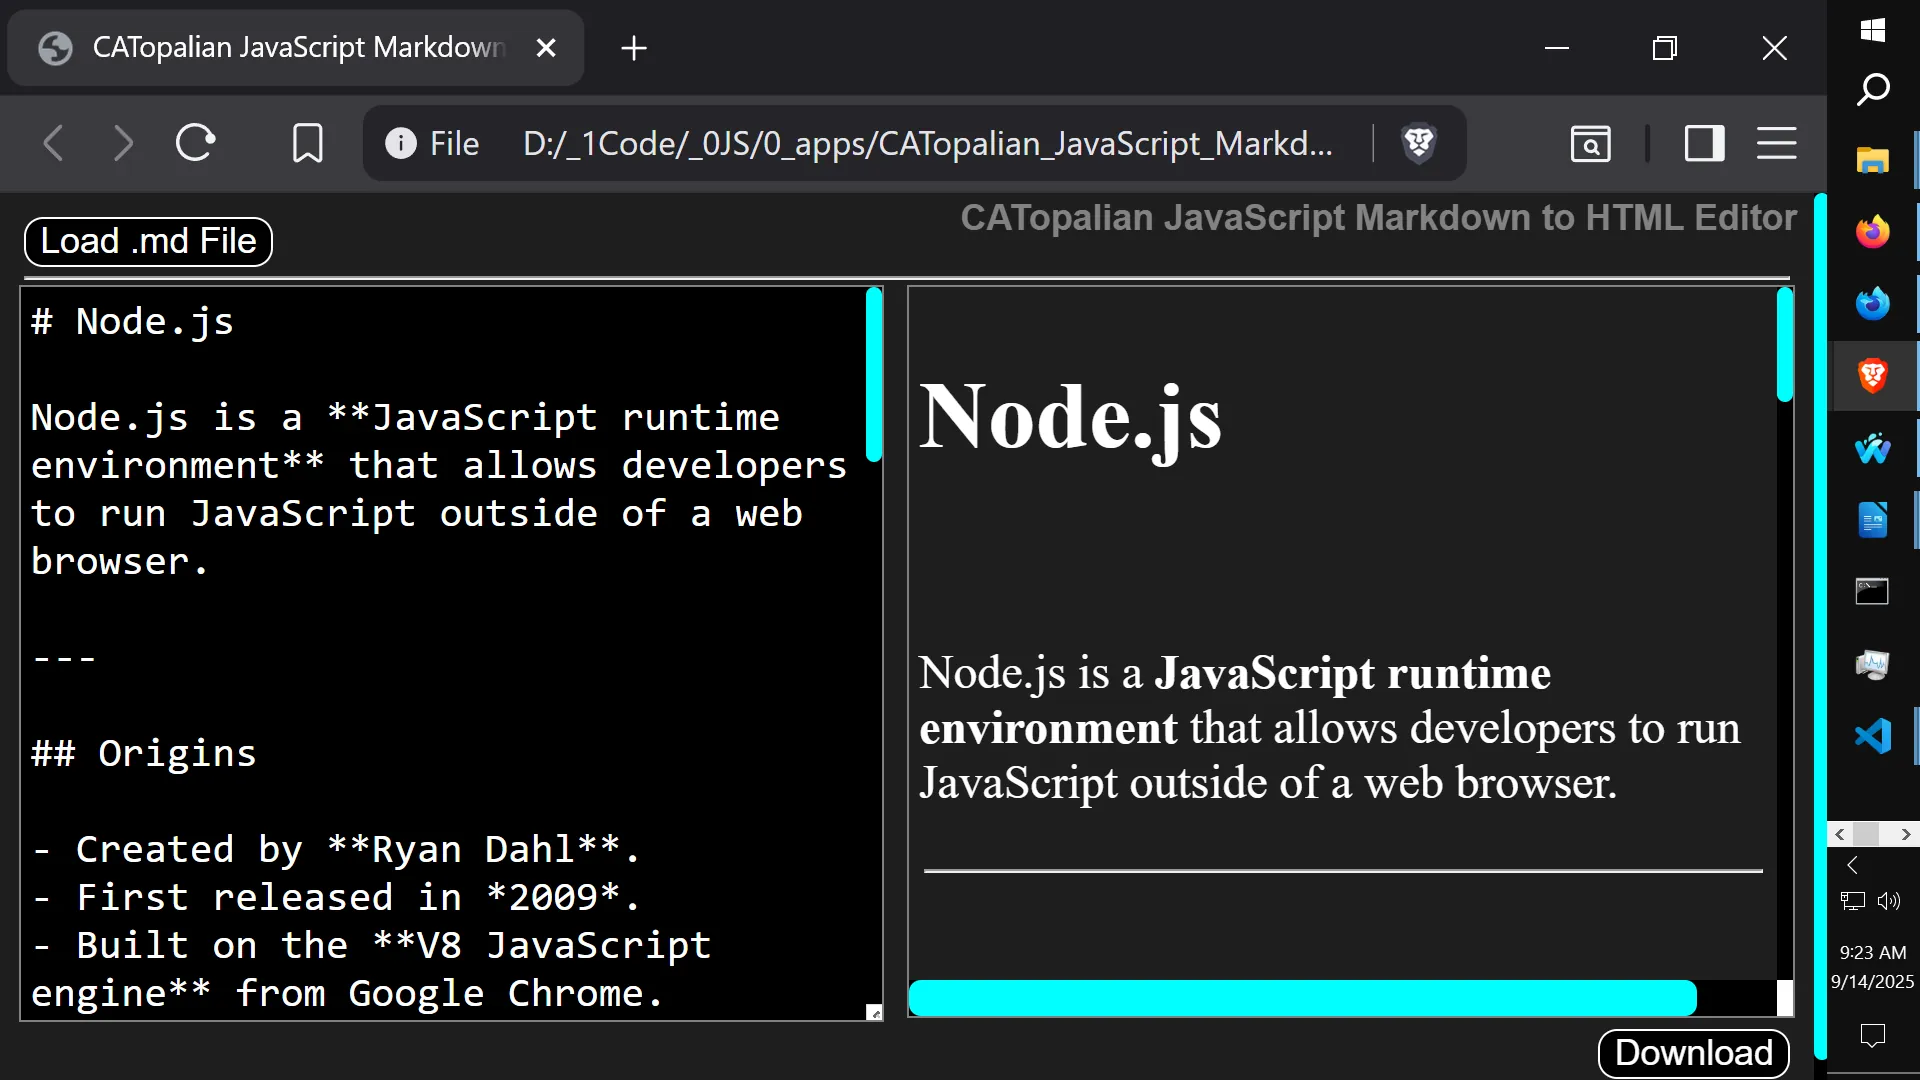 CATopalian JavaScript Markdown
File D:/_1Code/_0JS/0_apps/CATopalian_JavaScript_Markd...
CATopalian JavaScript Markdown to HTML Editor
Load .md File
# Node.js
Node.js is a **JavaScript runtime
environment** that allows developers
to run JavaScript outside of a web
browser.
---
## Origins
- Created by **Ryan Dahl**.
- First released in *2009*.
- Built on the **V8 JavaScript
engine** from Google Chrome.
Node.js
Node.js is a JavaScript runtime
environment that allows developers to run
JavaScript outside of a web browser.
Download
9:23 AM
9/14/2025